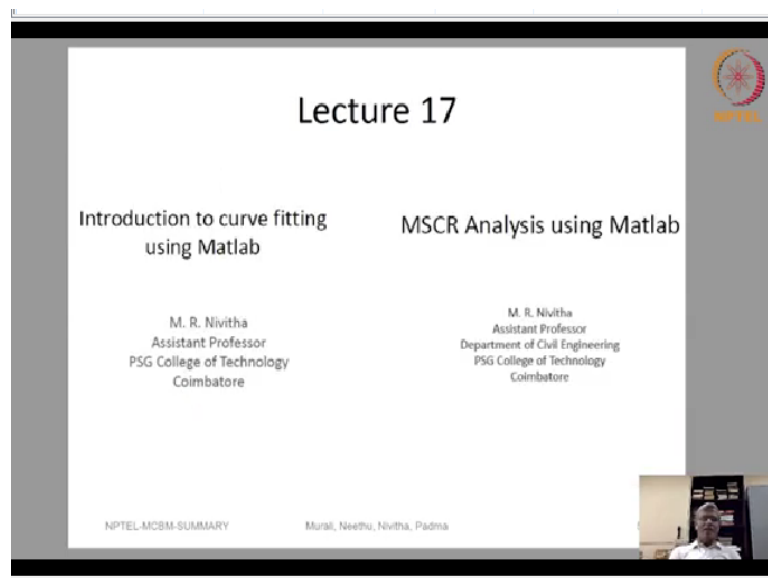 Lecture 17
NPTEL
Introduction to curve fitting
using Matlab
M. R. Nivitha
Assistant Professor
PSG College of Technology
Coimbatore
MSCR Analysis using Matlab
M. R. Nivitha
Assistant Professor
Department of Civil Engineering
PSG College of Technology
Coimbatore
NPTEL-MCBM-SUMMARY
Murali, Neethu, Nivitha, Padma